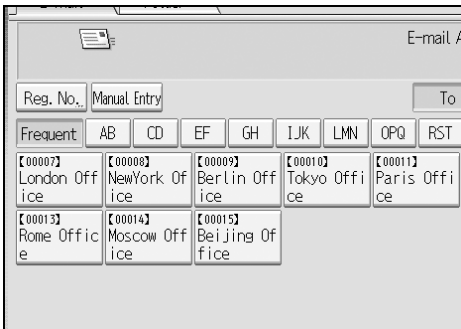 E-mail A
Reg. No. Manual Entry To
Frequent AB CD EF GH IJK LMN OPQ RST
【00007】 【00008】 【00009】 【00010】 【00011】
London Off NewYork Of Berlin Off Tokyo Offi Paris Offi
ice fice ice ce ce
【00013】 【00014】 【00015】
Rome Offic Moscow Off Beijing Of
e ice fice